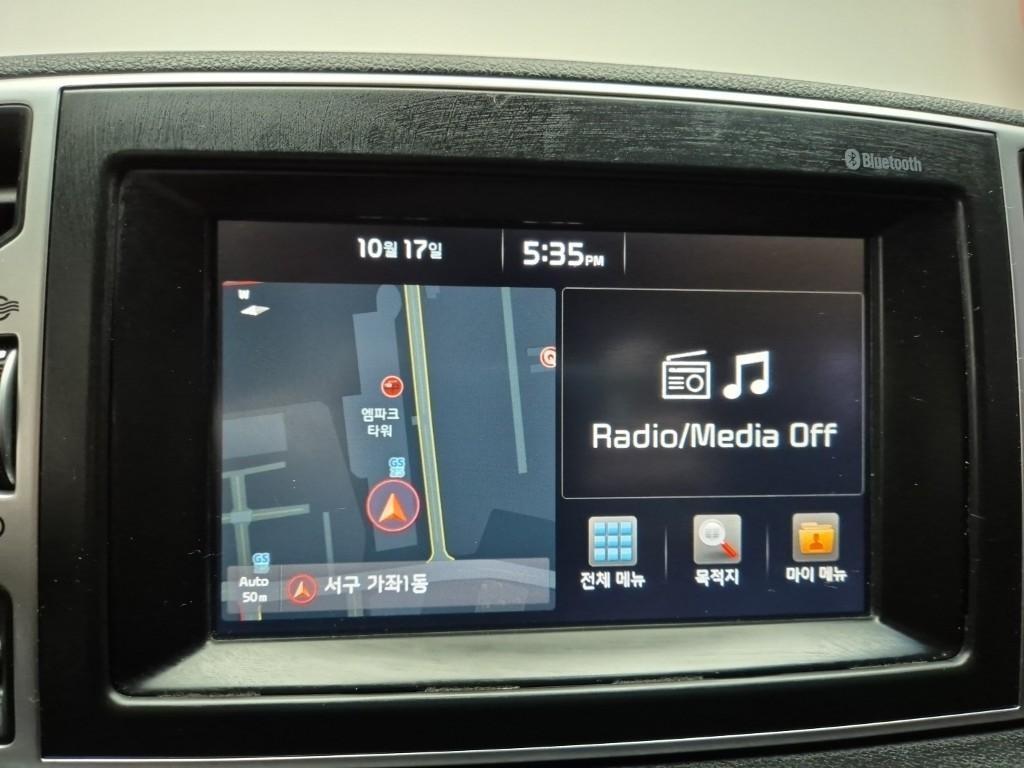 Bluetooth
10월 17일
5:35PM
W
엠파크
타워
GS
25
GS
Auto
50m
서구 가좌1동
Radio/Media Off
전체 메뉴
목적지
마이 메뉴